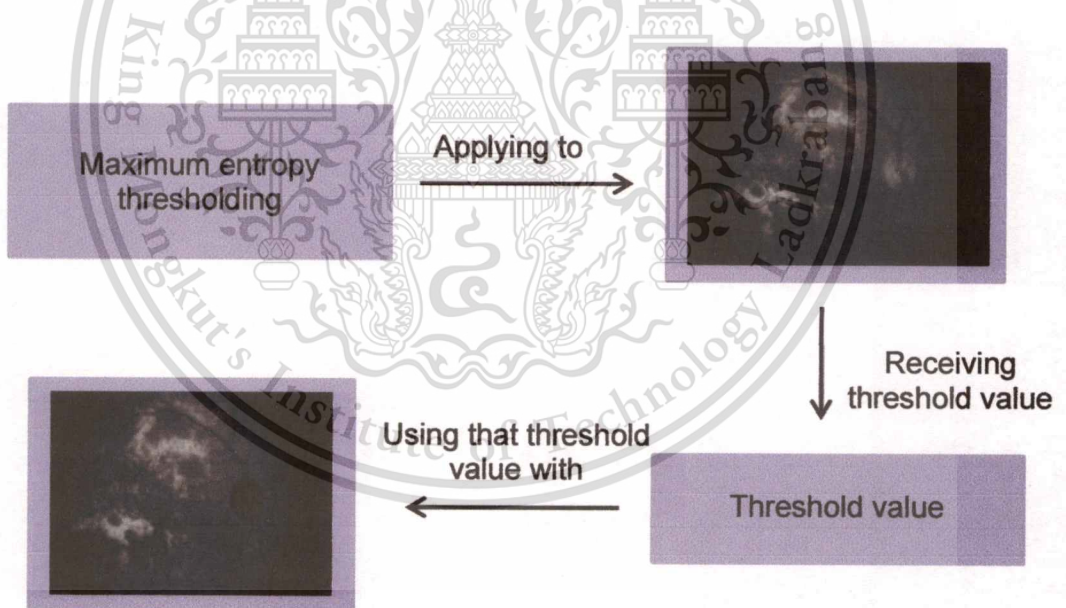 Maximum entropy
thresholding
Applying to
Receiving
threshold value
Threshold value
Using that threshold
value with
King Mongkut's Institute of Technology Ladkrabang